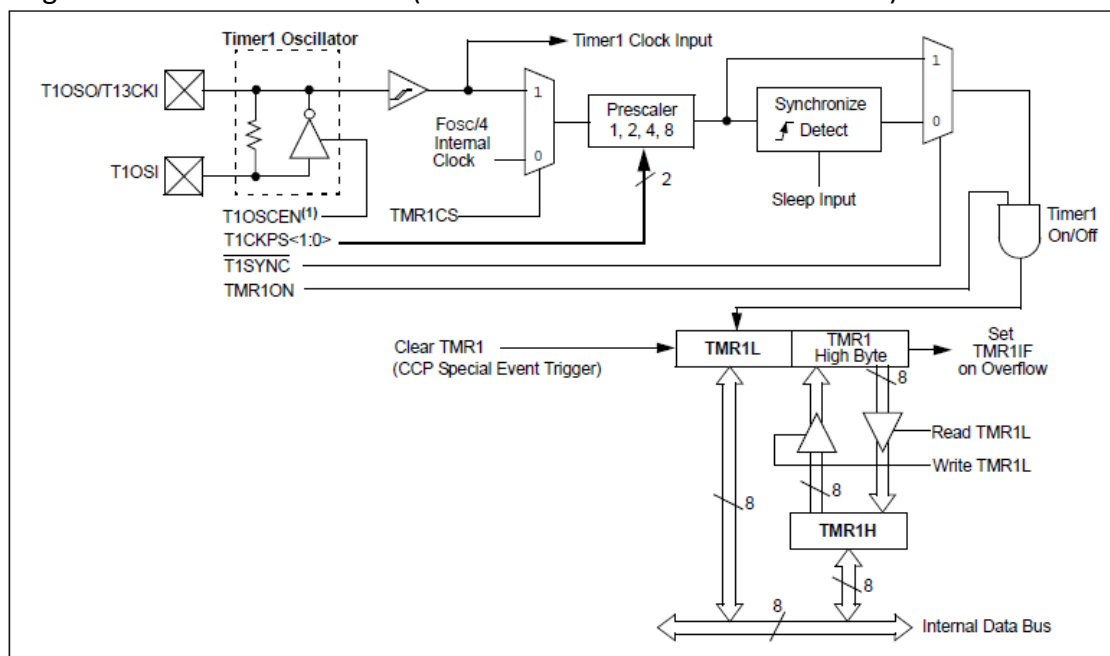 Timer1 Oscillator
Timer1 Clock Input
T1OSO/T13CKI
1
1
Prescaler
1, 2, 4, 8
Synchronize
Detect
Fosc/4
Internal
Clock
0
0
T1OSI
2
Sleep Input
T1OSCEN(1)
TMR1CS
Timer1
On/Off
T1CKPS<1:0>
T1SYNC
TMR1ON
Clear TMR1
(CCP Special Event Trigger)
TMR1L
TMR1
High Byte
Set
TMR1IF
on Overflow
8
Read TMR1L
Write TMR1L
8
8
TMR1H
8
8
8
Internal Data Bus